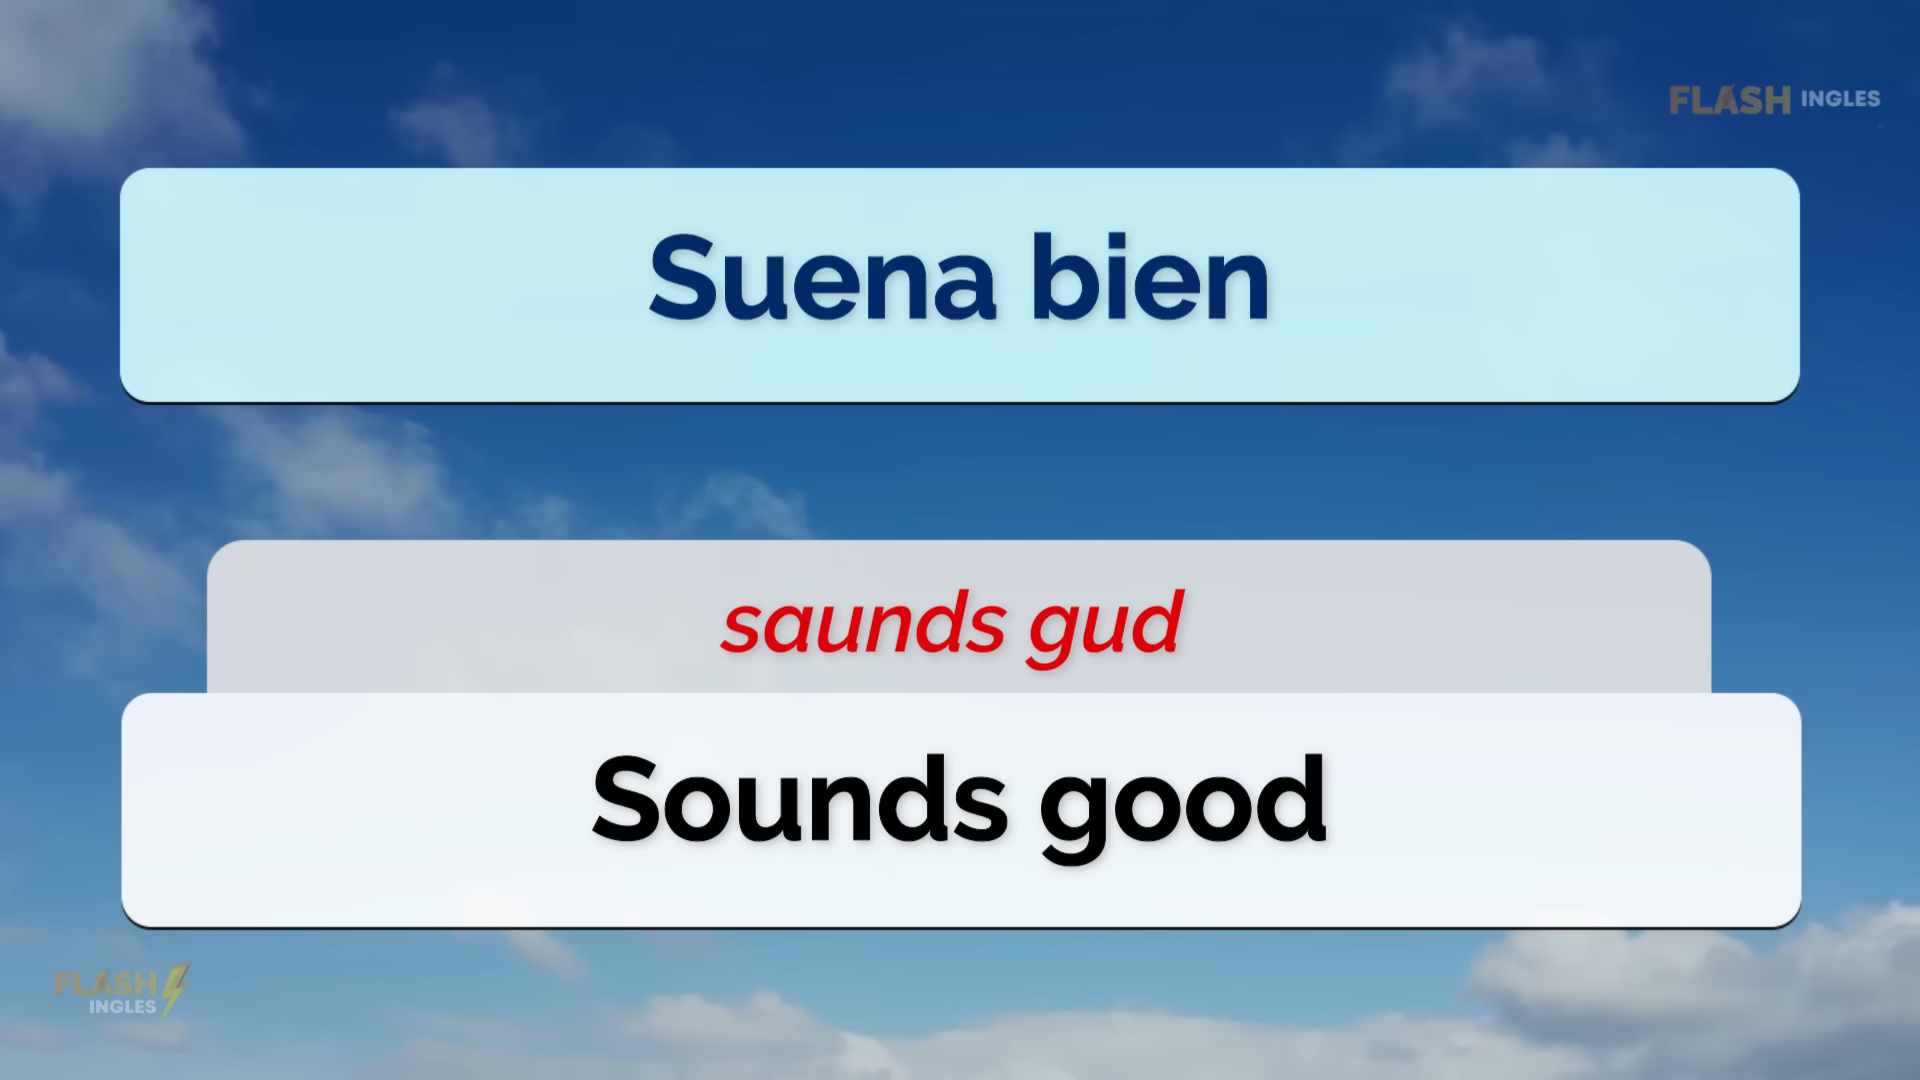 FLASH INGLES
Suena bien
saunds gud
Sounds good
FLASH
INGLES